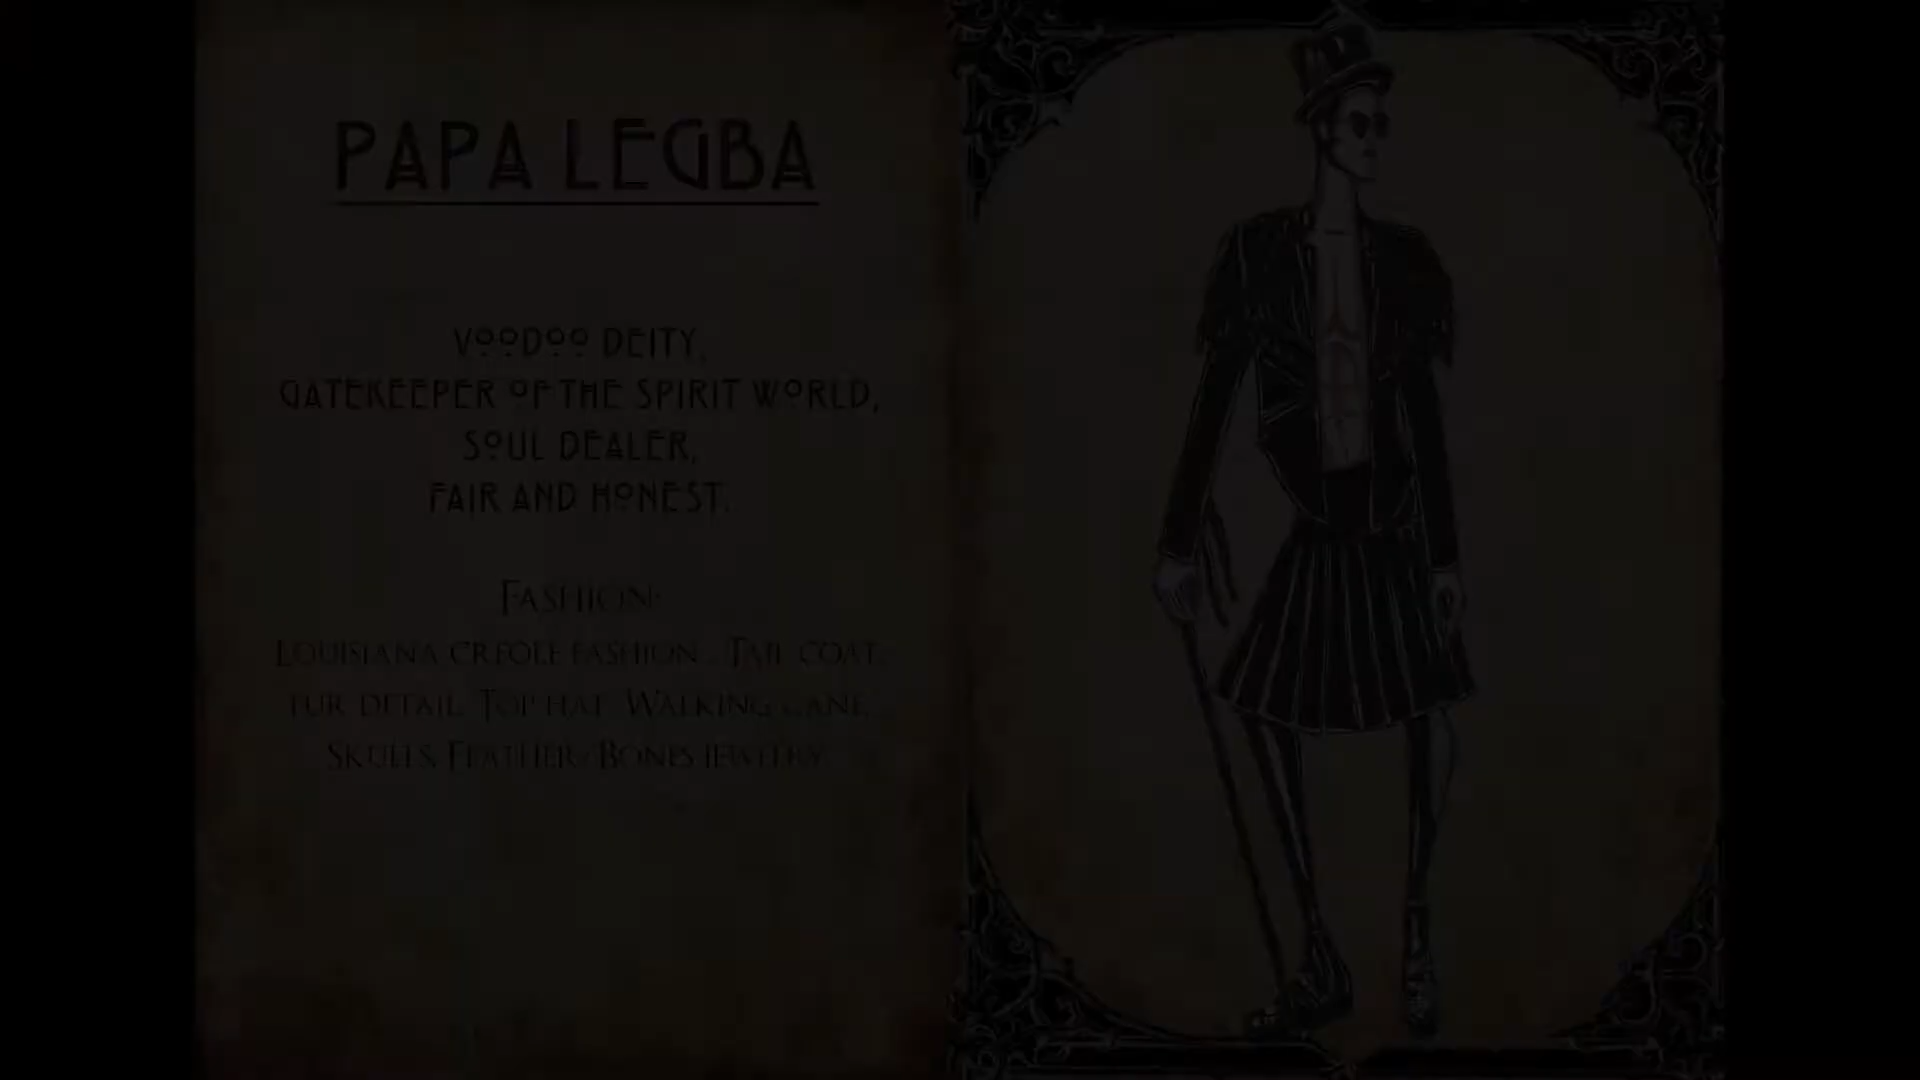 PAPA LEGBA
VOODOO DEITY,
GATEKEEPER OF THE SPIRIT WORLD,
SOUL DEALER,
FAIR AND HONEST.
FASHION:
LOUISIANA CREOLE FASHION. TAIL COAT,
FUR DETAIL. TOP HAT. WALKING CANE.
SKULLS, FEATHER, BONES JEWELRY.